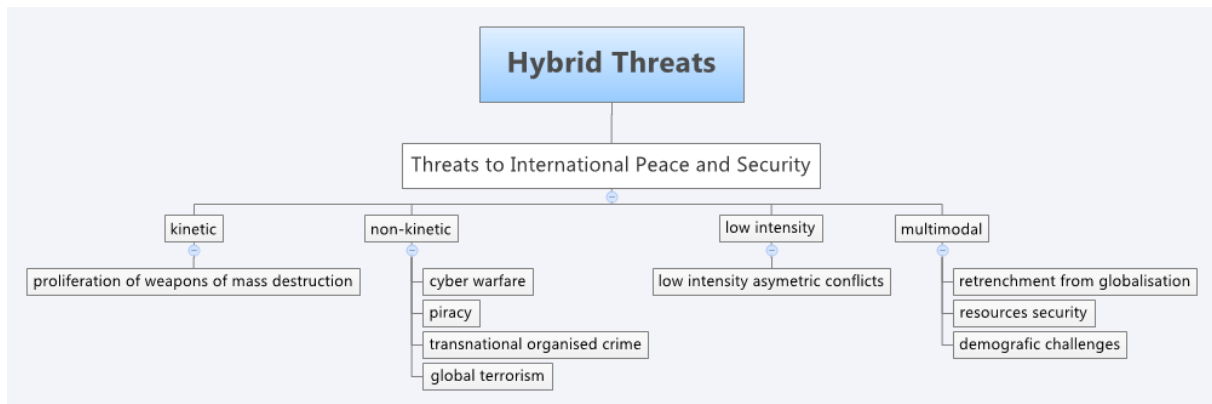 Hybrid Threats
Threats to International Peace and Security
kinetic
proliferation of weapons of mass destruction
non-kinetic
cyber warfare
piracy
transnational organised crime
global terrorism
low intensity
low intensity asymetric conflicts
multimodal
retrenchment from globalisation
resources security
demografic challenges